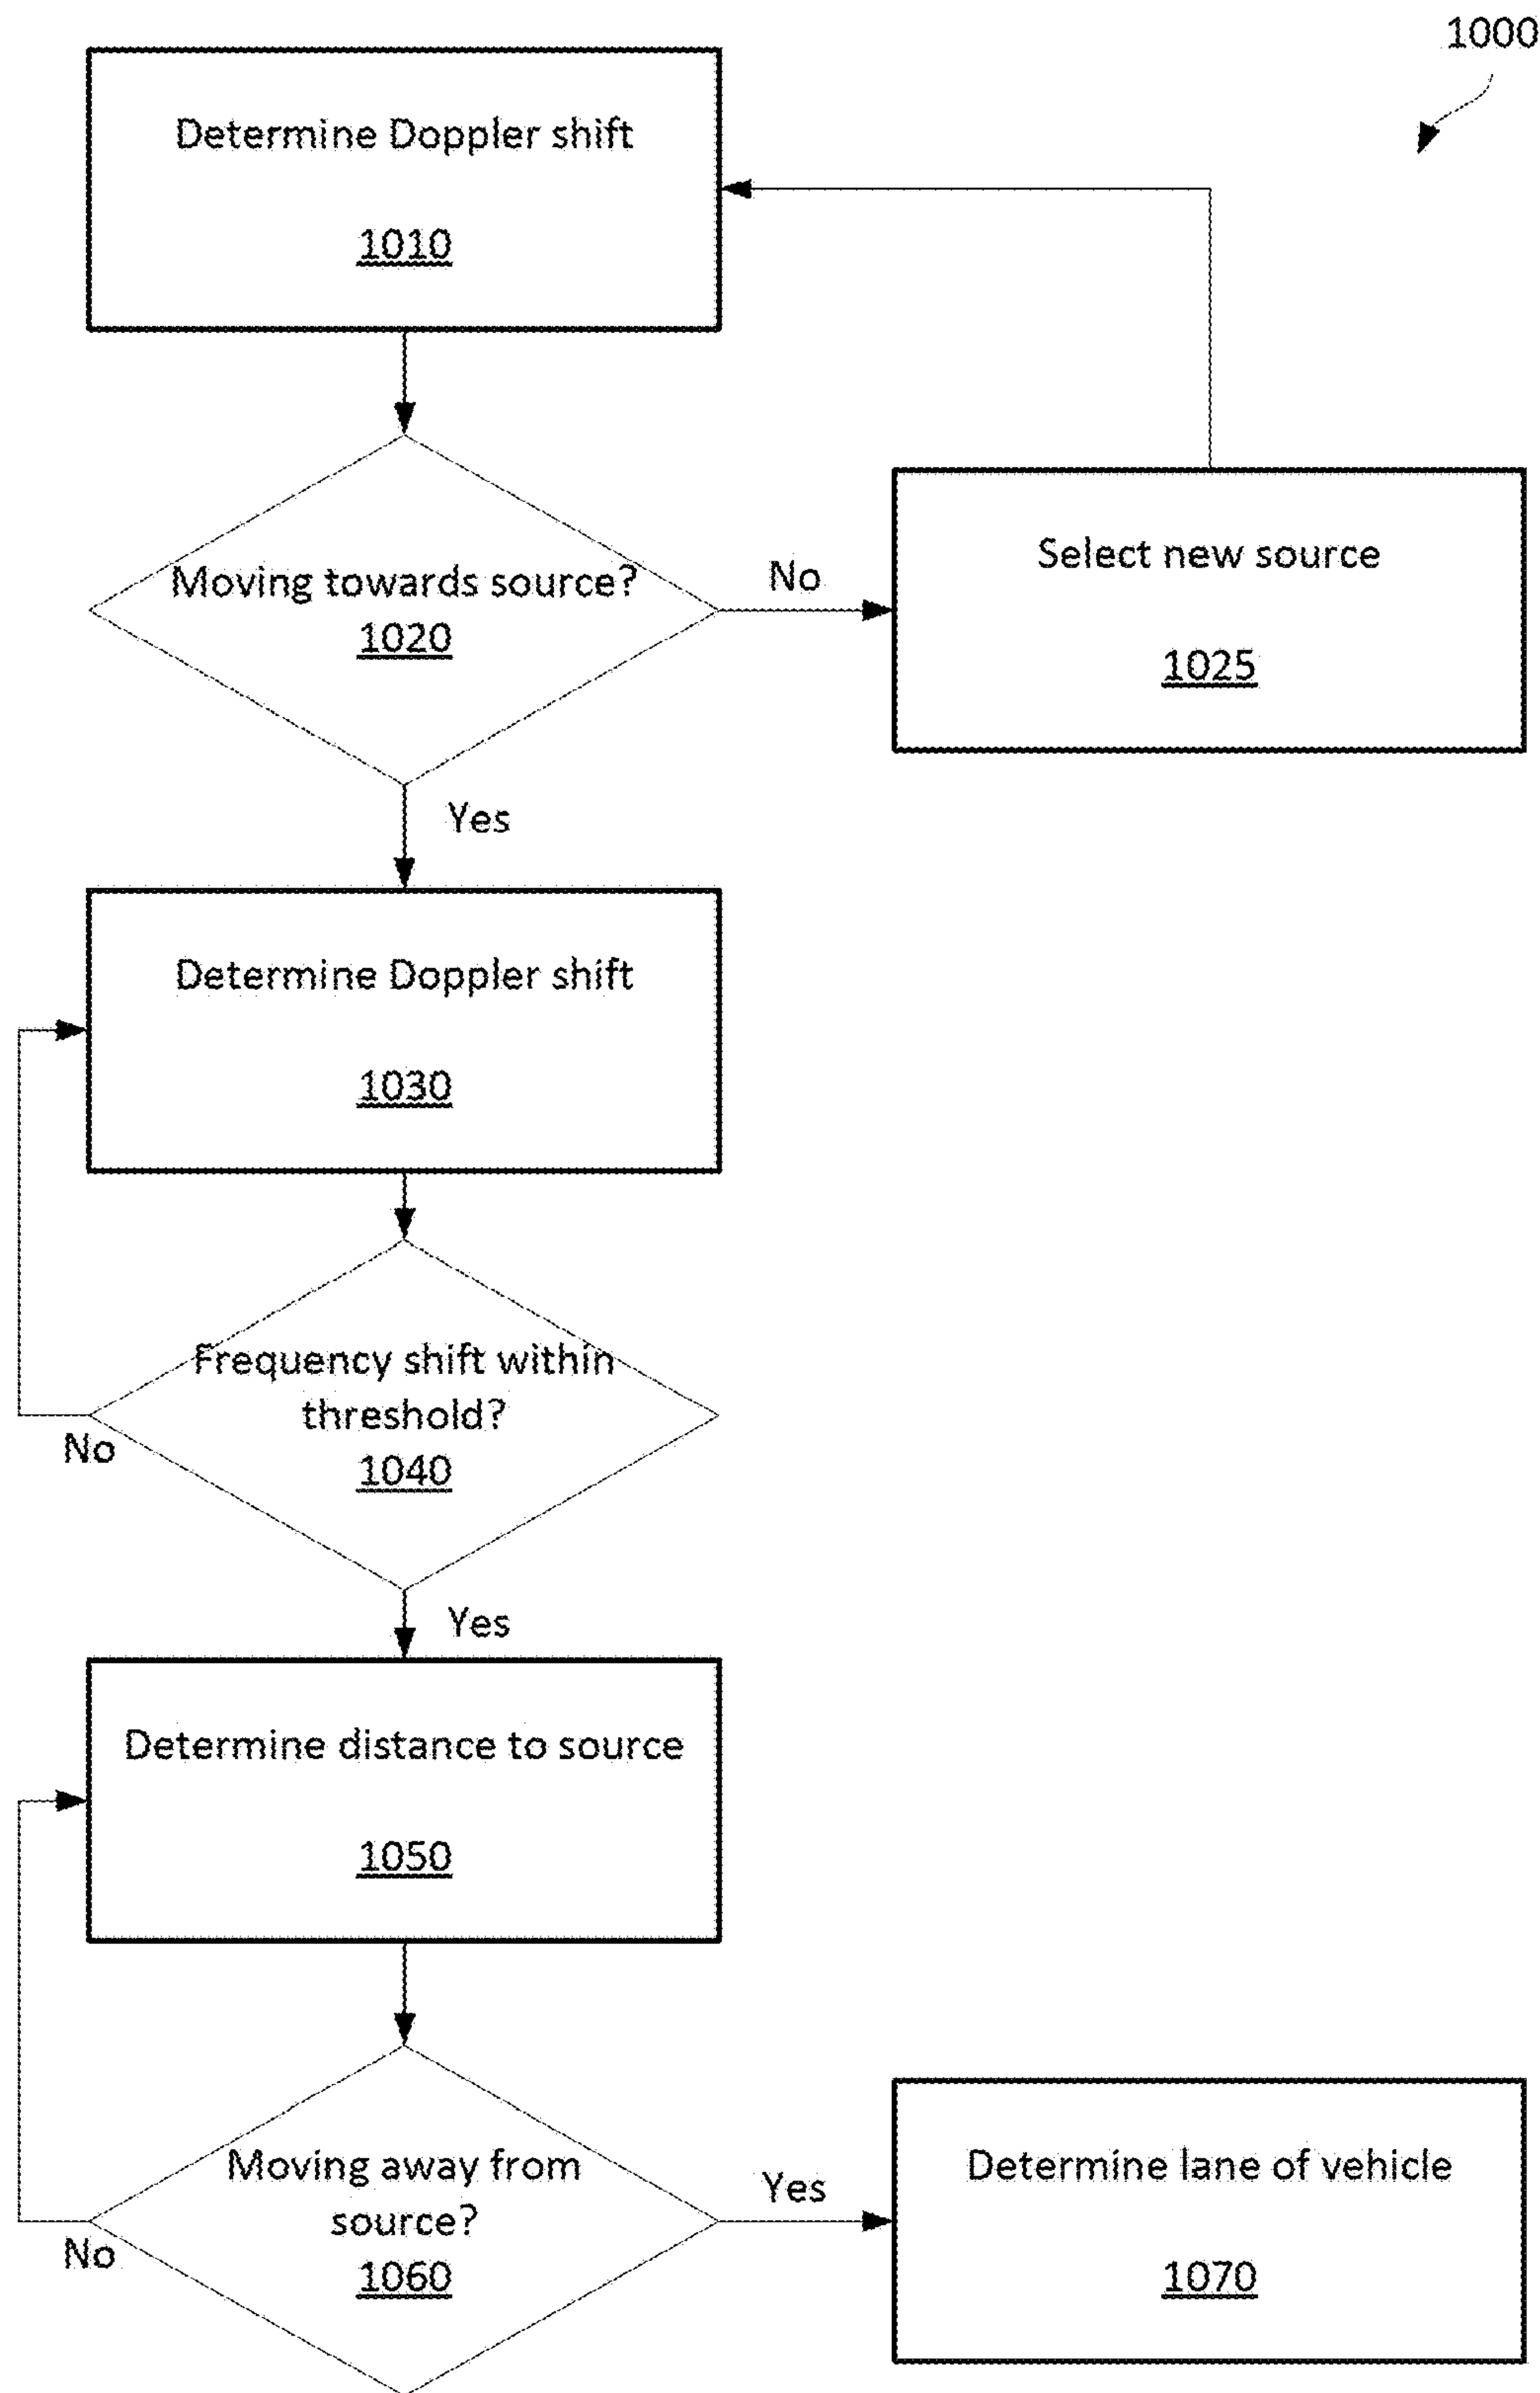 1000
Determine Doppler shift
1010
Moving towards source?
1020
No
Select new source
1025
Yes
Determine Doppler shift
1030
Frequency shift within
threshold?
1040
No
Yes
Determine distance to source
1050
Moving away from
source?
1060
No
Yes
Determine lane of vehicle
1070